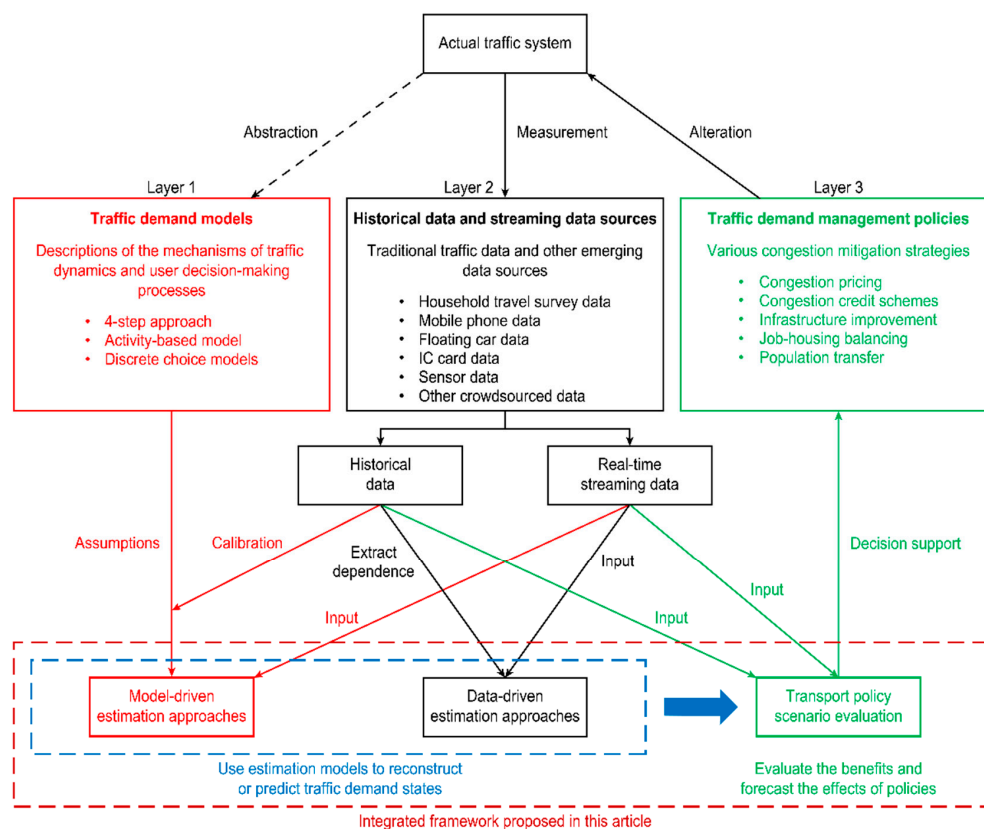 Actual traffic system
Abstraction
Measurement
Alteration
Layer 1
Layer 2
Layer 3
Traffic demand models
Descriptions of the mechanisms of traffic
dynamics and user decision-making
processes
• 4-step approach
• Activity-based model
• Discrete choice models
Historical data and streaming data sources
Traditional traffic data and other emerging
data sources
• Household travel survey data
• Mobile phone data
• Floating car data
• IC card data
• Sensor data
• Other crowdsourced data
Traffic demand management policies
Various congestion mitigation strategies
• Congestion pricing
• Congestion credit schemes
• Infrastructure improvement
• Job-housing balancing
• Population transfer
Historical
data
Real-time
streaming data
Assumptions
Calibration
Extract
dependence
Input
Input
Input
Input
Decision support
Model-driven
estimation approaches
Data-driven
estimation approaches
Transport policy
scenario evaluation
Use estimation models to reconstruct
or predict traffic demand states
Evaluate the benefits and
forecast the effects of policies
Integrated framework proposed in this article